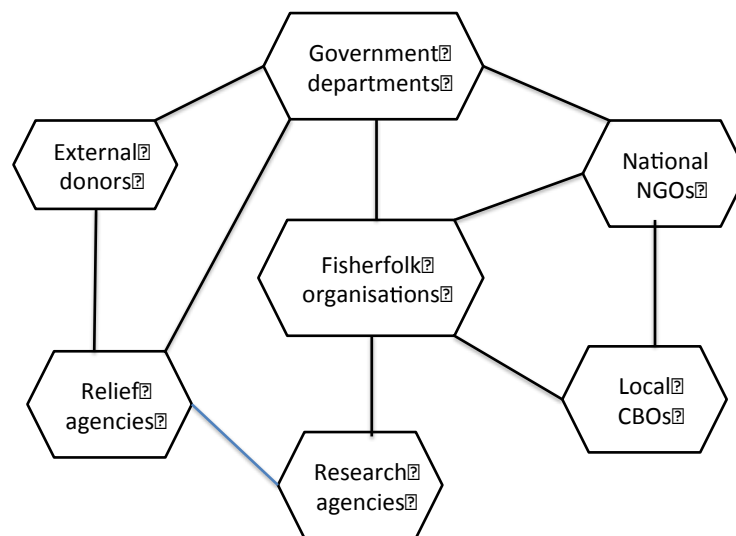 Government
departments
External
donors
National
NGOs
Fisherfolk
organisations
Relief
agencies
Local
CBOs
Research
agencies